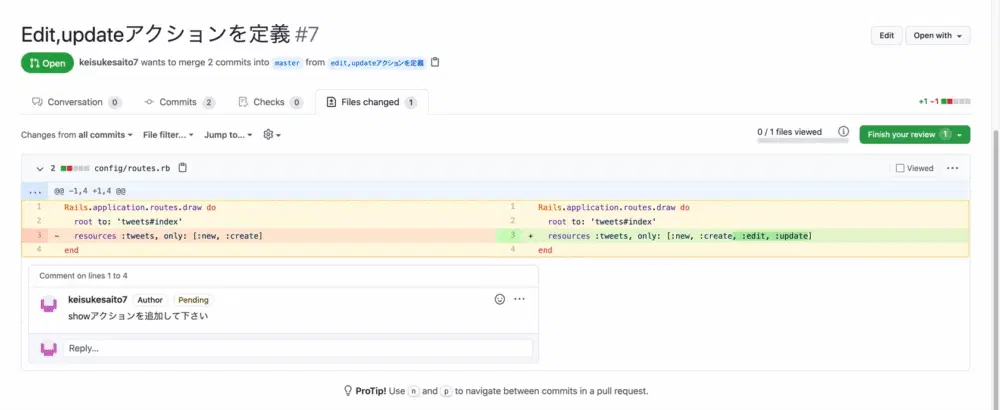 Edit,updateアクションを定義 #7
Edit
Open with
Open
keisukesaito7 wants to merge 2 commits into master from edit,updateアクションを定義
Conversation 0
Commits 2
Checks 0
Files changed 1
+1 −1
Changes from all commits
File filter...
Jump to...
0 / 1 files viewed
Finish your review 1
2 config/routes.rb
Viewed
... @@ -1,4 +1,4 @@
1 Rails.application.routes.draw do
2 root to: 'tweets#index'
3 - resources :tweets, only: [:new, :create]
4 end
1 Rails.application.routes.draw do
2 root to: 'tweets#index'
3 + resources :tweets, only: [:new, :create, :edit, :update]
4 end
Comment on lines 1 to 4
keisukesaito7 Author Pending
showアクションを追加して下さい
Reply...
ProTip! Use n and p to navigate between commits in a pull request.